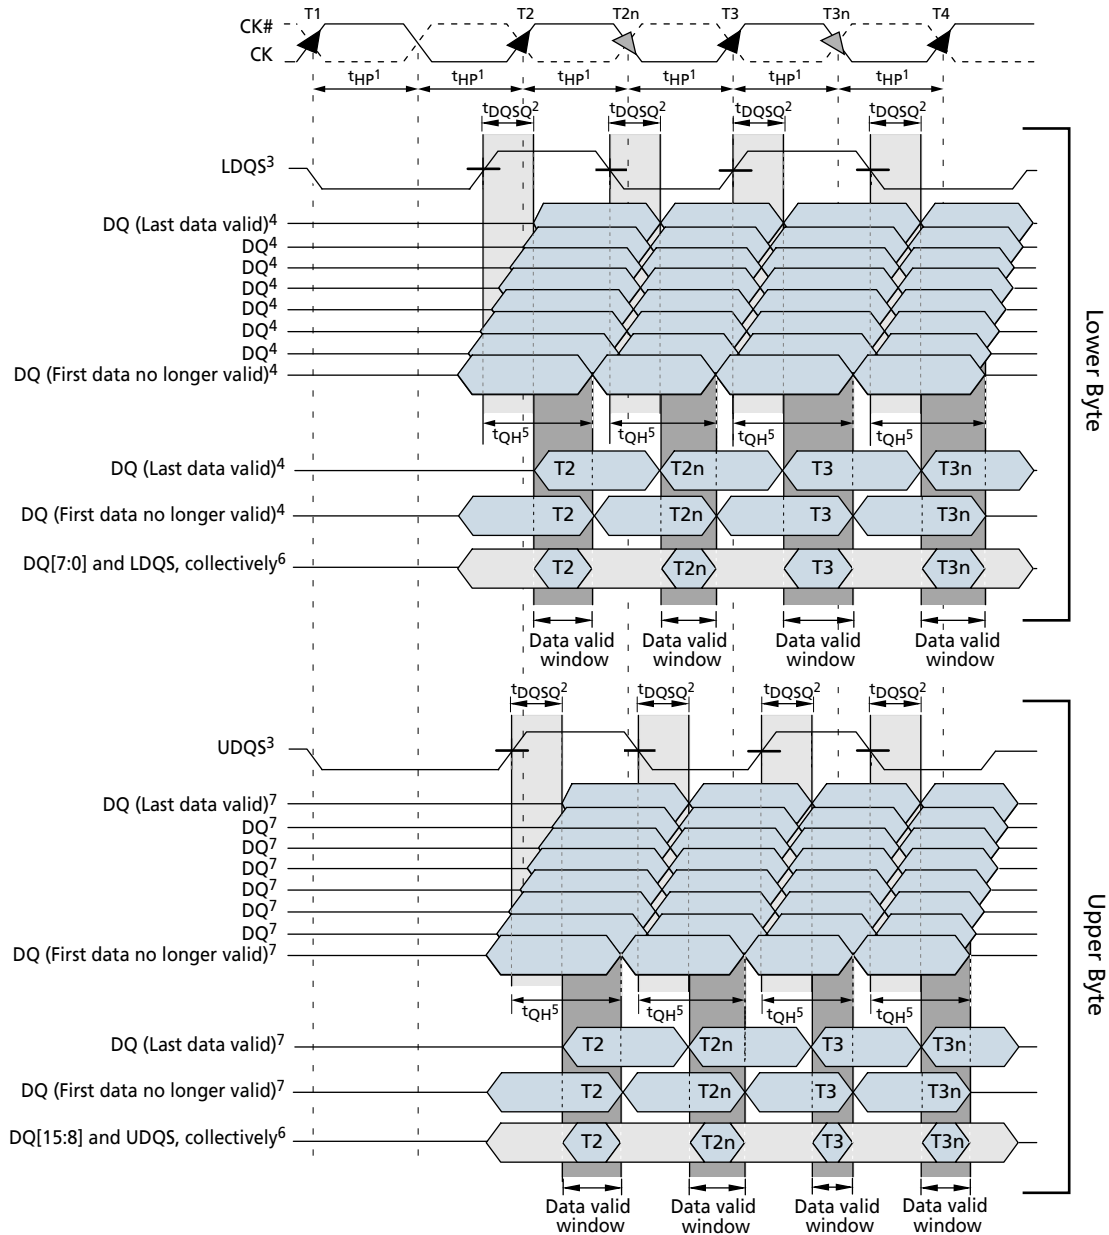 CK#
CK
T1 T2 T2n T3 T3n T4
tHP1 tHP1 tHP1 tHP1 tHP1 tHP1
tDQSQ2 tDQSQ2 tDQSQ2 tDQSQ2
LDQS3
DQ (Last data valid)4
DQ4
DQ4
DQ4
DQ4
DQ4
DQ4
DQ (First data no longer valid)4
tQH5 tQH5 tQH5 tQH5
DQ (Last data valid)4 T2 T2n T3 T3n
DQ (First data no longer valid)4 T2 T2n T3 T3n
DQ[7:0] and LDQS, collectively6 T2 T2n T3 T3n
Data valid window
Data valid window
Data valid window
Data valid window
Lower Byte
tDQSQ2 tDQSQ2 tDQSQ2 tDQSQ2
UDQS3
DQ (Last data valid)7
DQ7
DQ7
DQ7
DQ7
DQ7
DQ7
DQ (First data no longer valid)7
tQH5 tQH5 tQH5 tQH5
DQ (Last data valid)7 T2 T2n T3 T3n
DQ (First data no longer valid)7 T2 T2n T3 T3n
DQ[15:8] and UDQS, collectively6 T2 T2n T3 T3n
Data valid window
Data valid window
Data valid window
Data valid window
Upper Byte